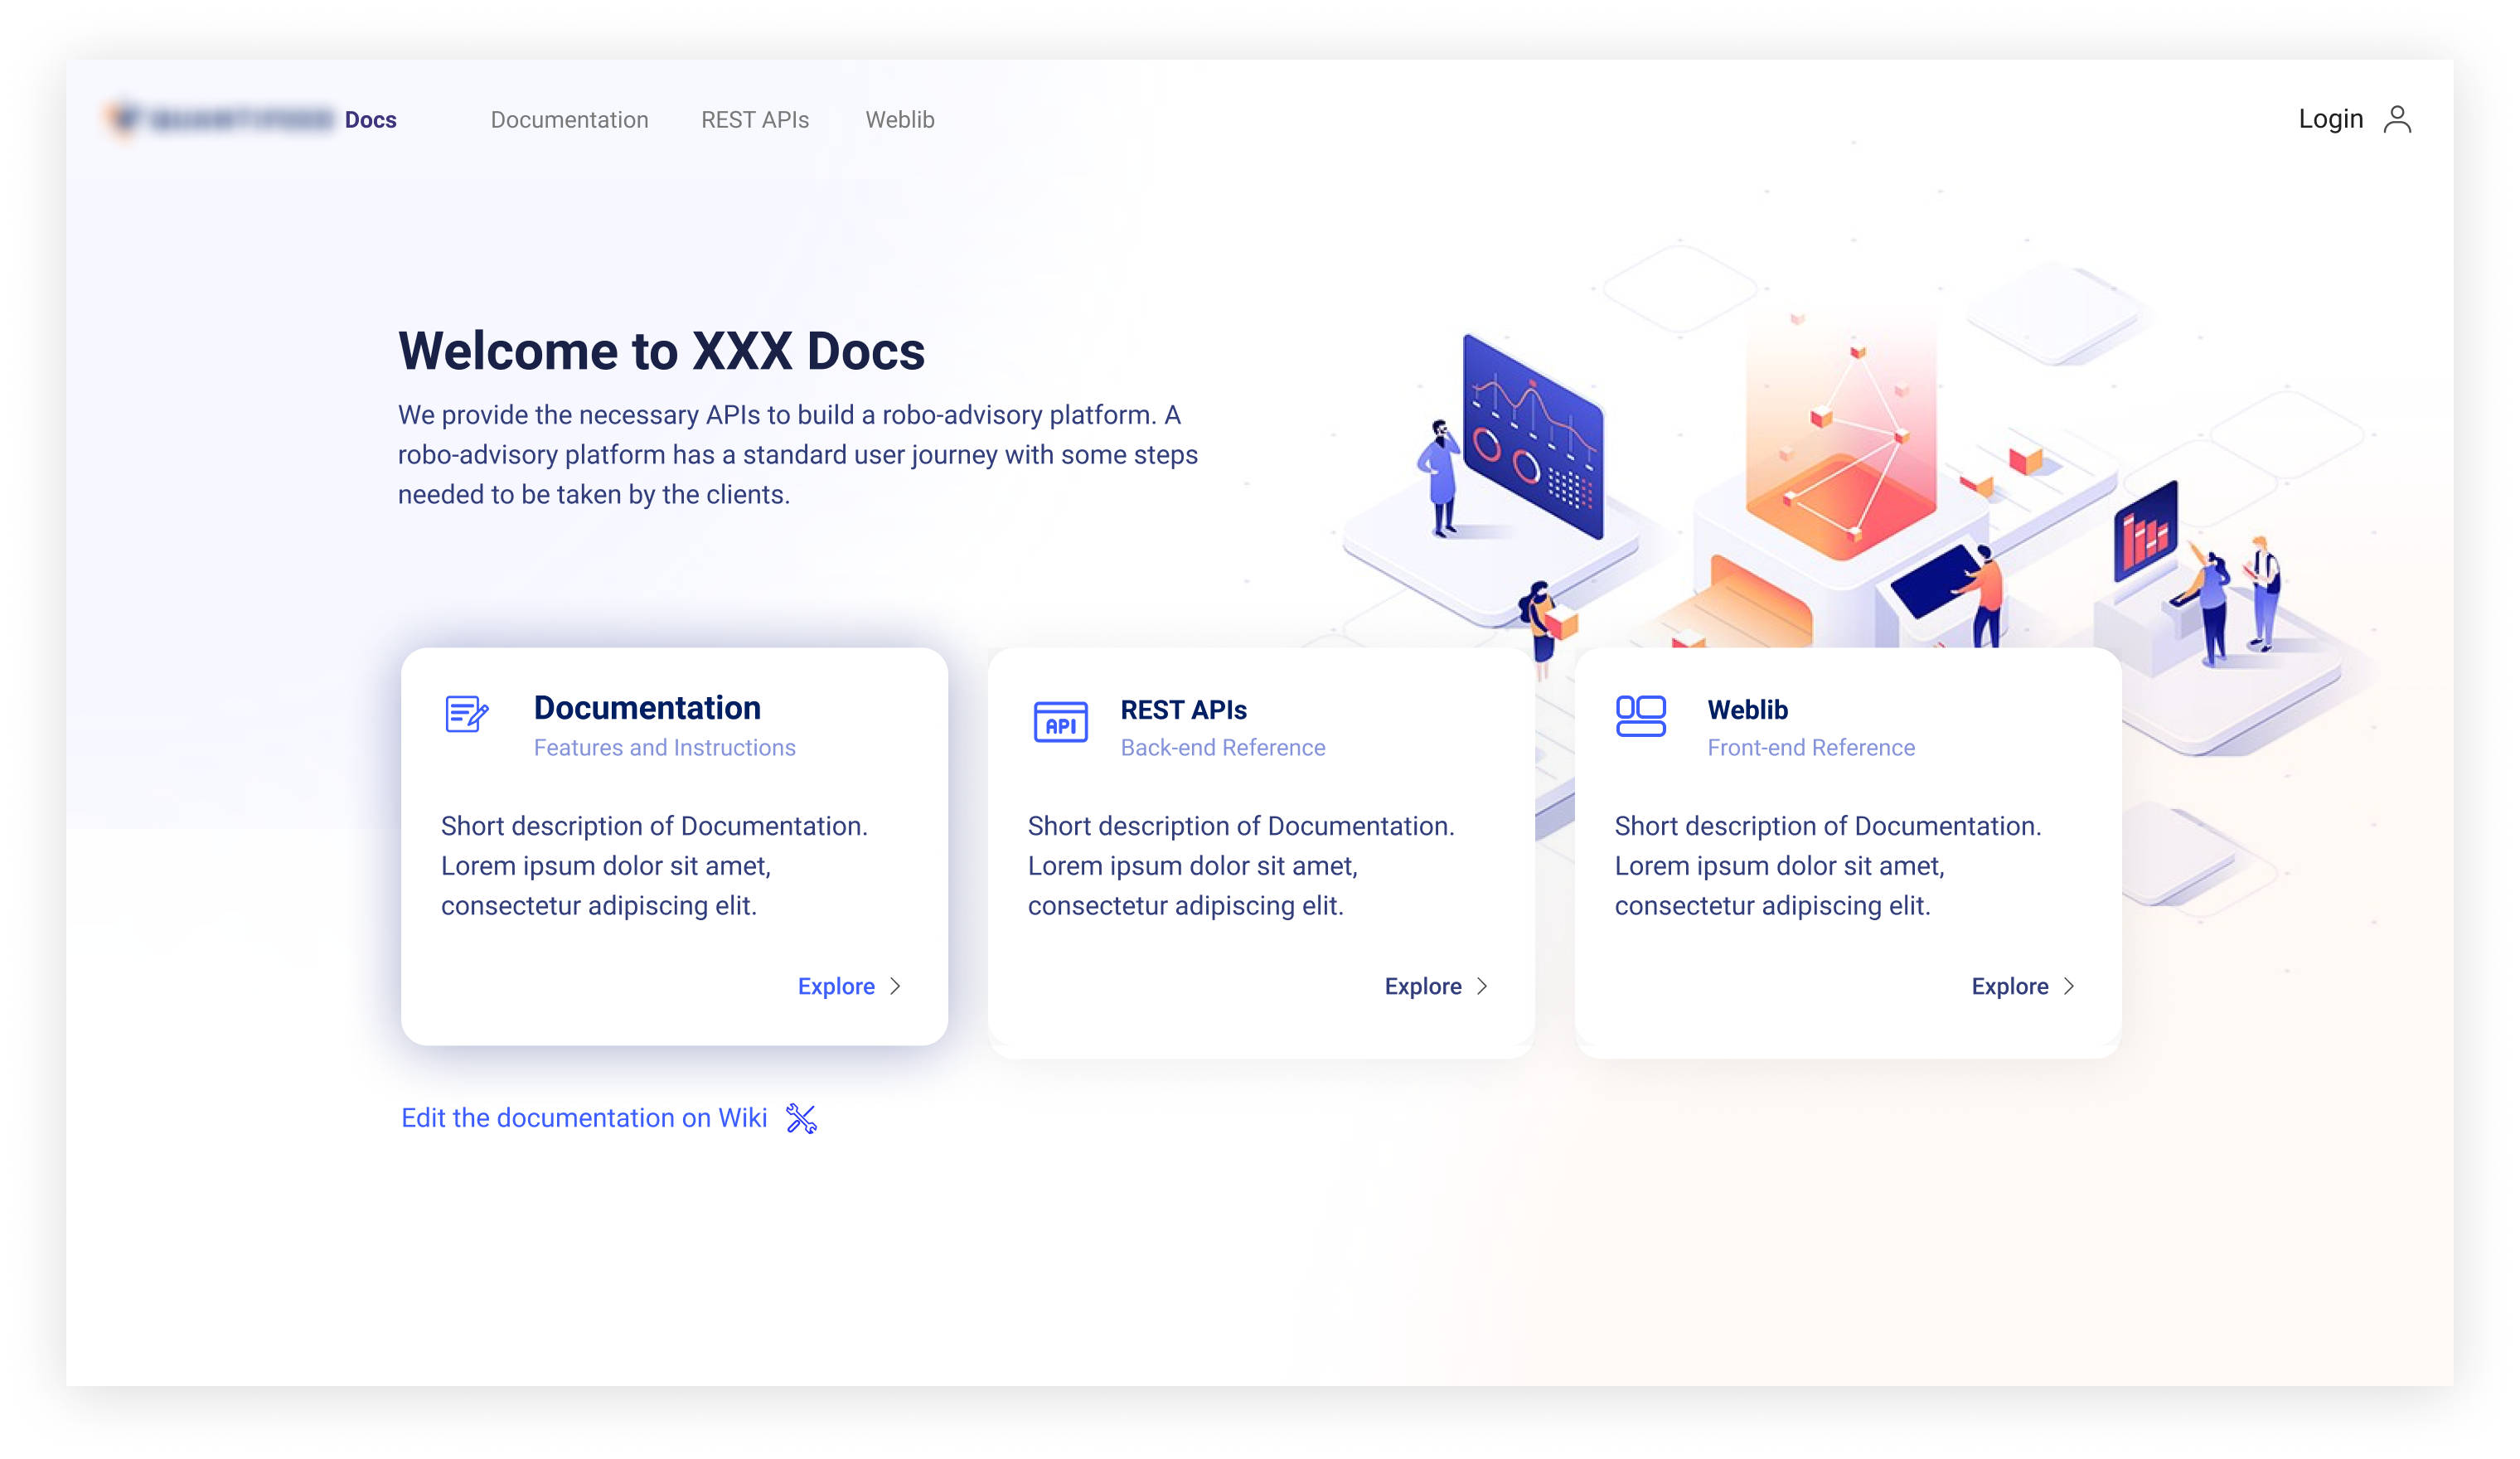 Docs
Documentation
REST APIs
Weblib
Login
Welcome to XXX Docs
We provide the necessary APIs to build a robo-advisory platform. A
robo-advisory platform has a standard user journey with some steps
needed to be taken by the clients.
Documentation
Features and Instructions
Short description of Documentation.
Lorem ipsum dolor sit amet,
consectetur adipiscing elit.
Explore
API
REST APIs
Back-end Reference
Short description of Documentation.
Lorem ipsum dolor sit amet,
consectetur adipiscing elit.
Explore
Weblib
Front-end Reference
Short description of Documentation.
Lorem ipsum dolor sit amet,
consectetur adipiscing elit.
Explore
Edit the documentation on Wiki